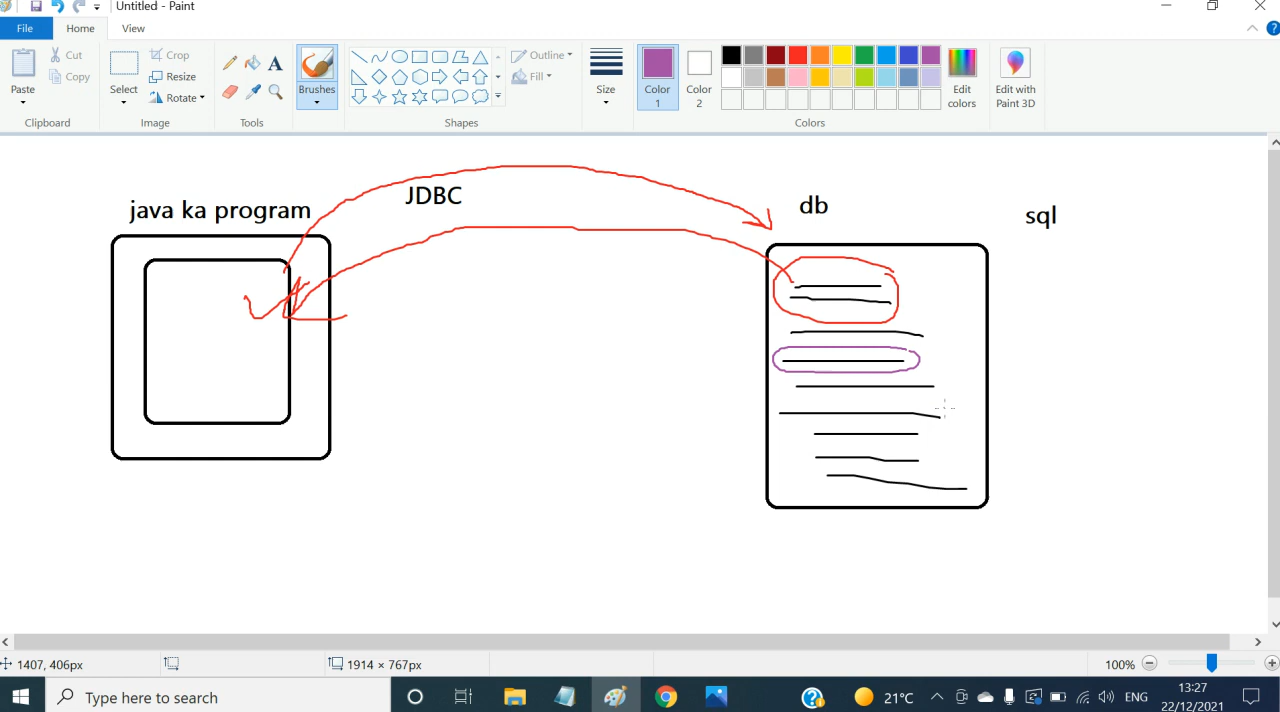 Untitled - Paint
File
Home
View
Paste
Cut
Copy
Clipboard
Select
Crop
Resize
Rotate
Image
A
Tools
Brushes
Shapes
Outline
Fill
Size
Color
1
Color
2
Edit
colors
Colors
Edit with
Paint 3D
java ka program
JDBC
db
sql
1407, 406px
1914 × 767px
100%
Type here to search
21°C
ENG
13:27
22/12/2021